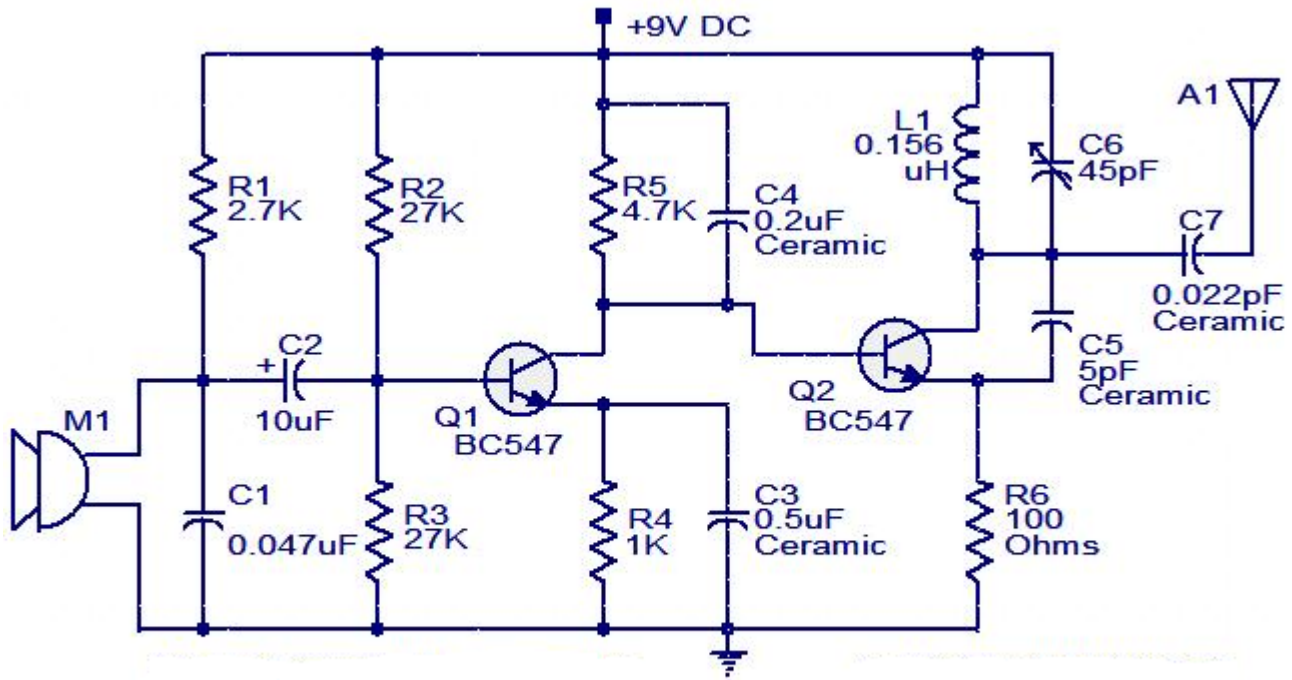 +9V DC
A1
L1
0.156
uH
C6
45pF
R1
2.7K
R2
27K
R5
4.7K
C4
0.2uF
Ceramic
C7
0.022pF
Ceramic
C2
+
10uF
Q1
BC547
Q2
BC547
C5
5pF
Ceramic
M1
C1
0.047uF
R3
27K
R4
1K
C3
0.5uF
Ceramic
R6
100
Ohms